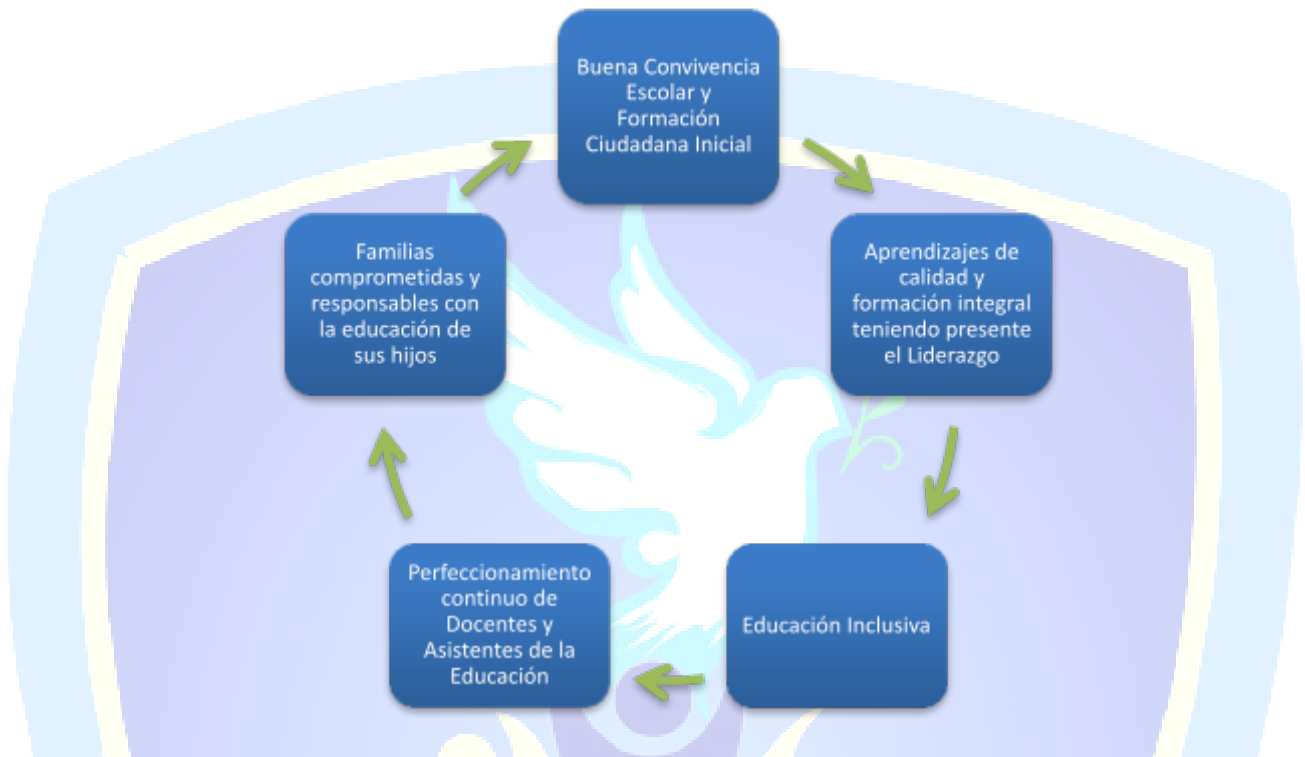 Buena Convivencia
Escolar y
Formación
Ciudadana Inicial
Aprendizajes de
calidad y
formación integral
teniendo presente
el Liderazgo
Educación Inclusiva
Perfeccionamiento
continuo de
Docentes y
Asistentes de la
Educación
Familias
comprometidas y
responsables con
la educación de
sus hijos